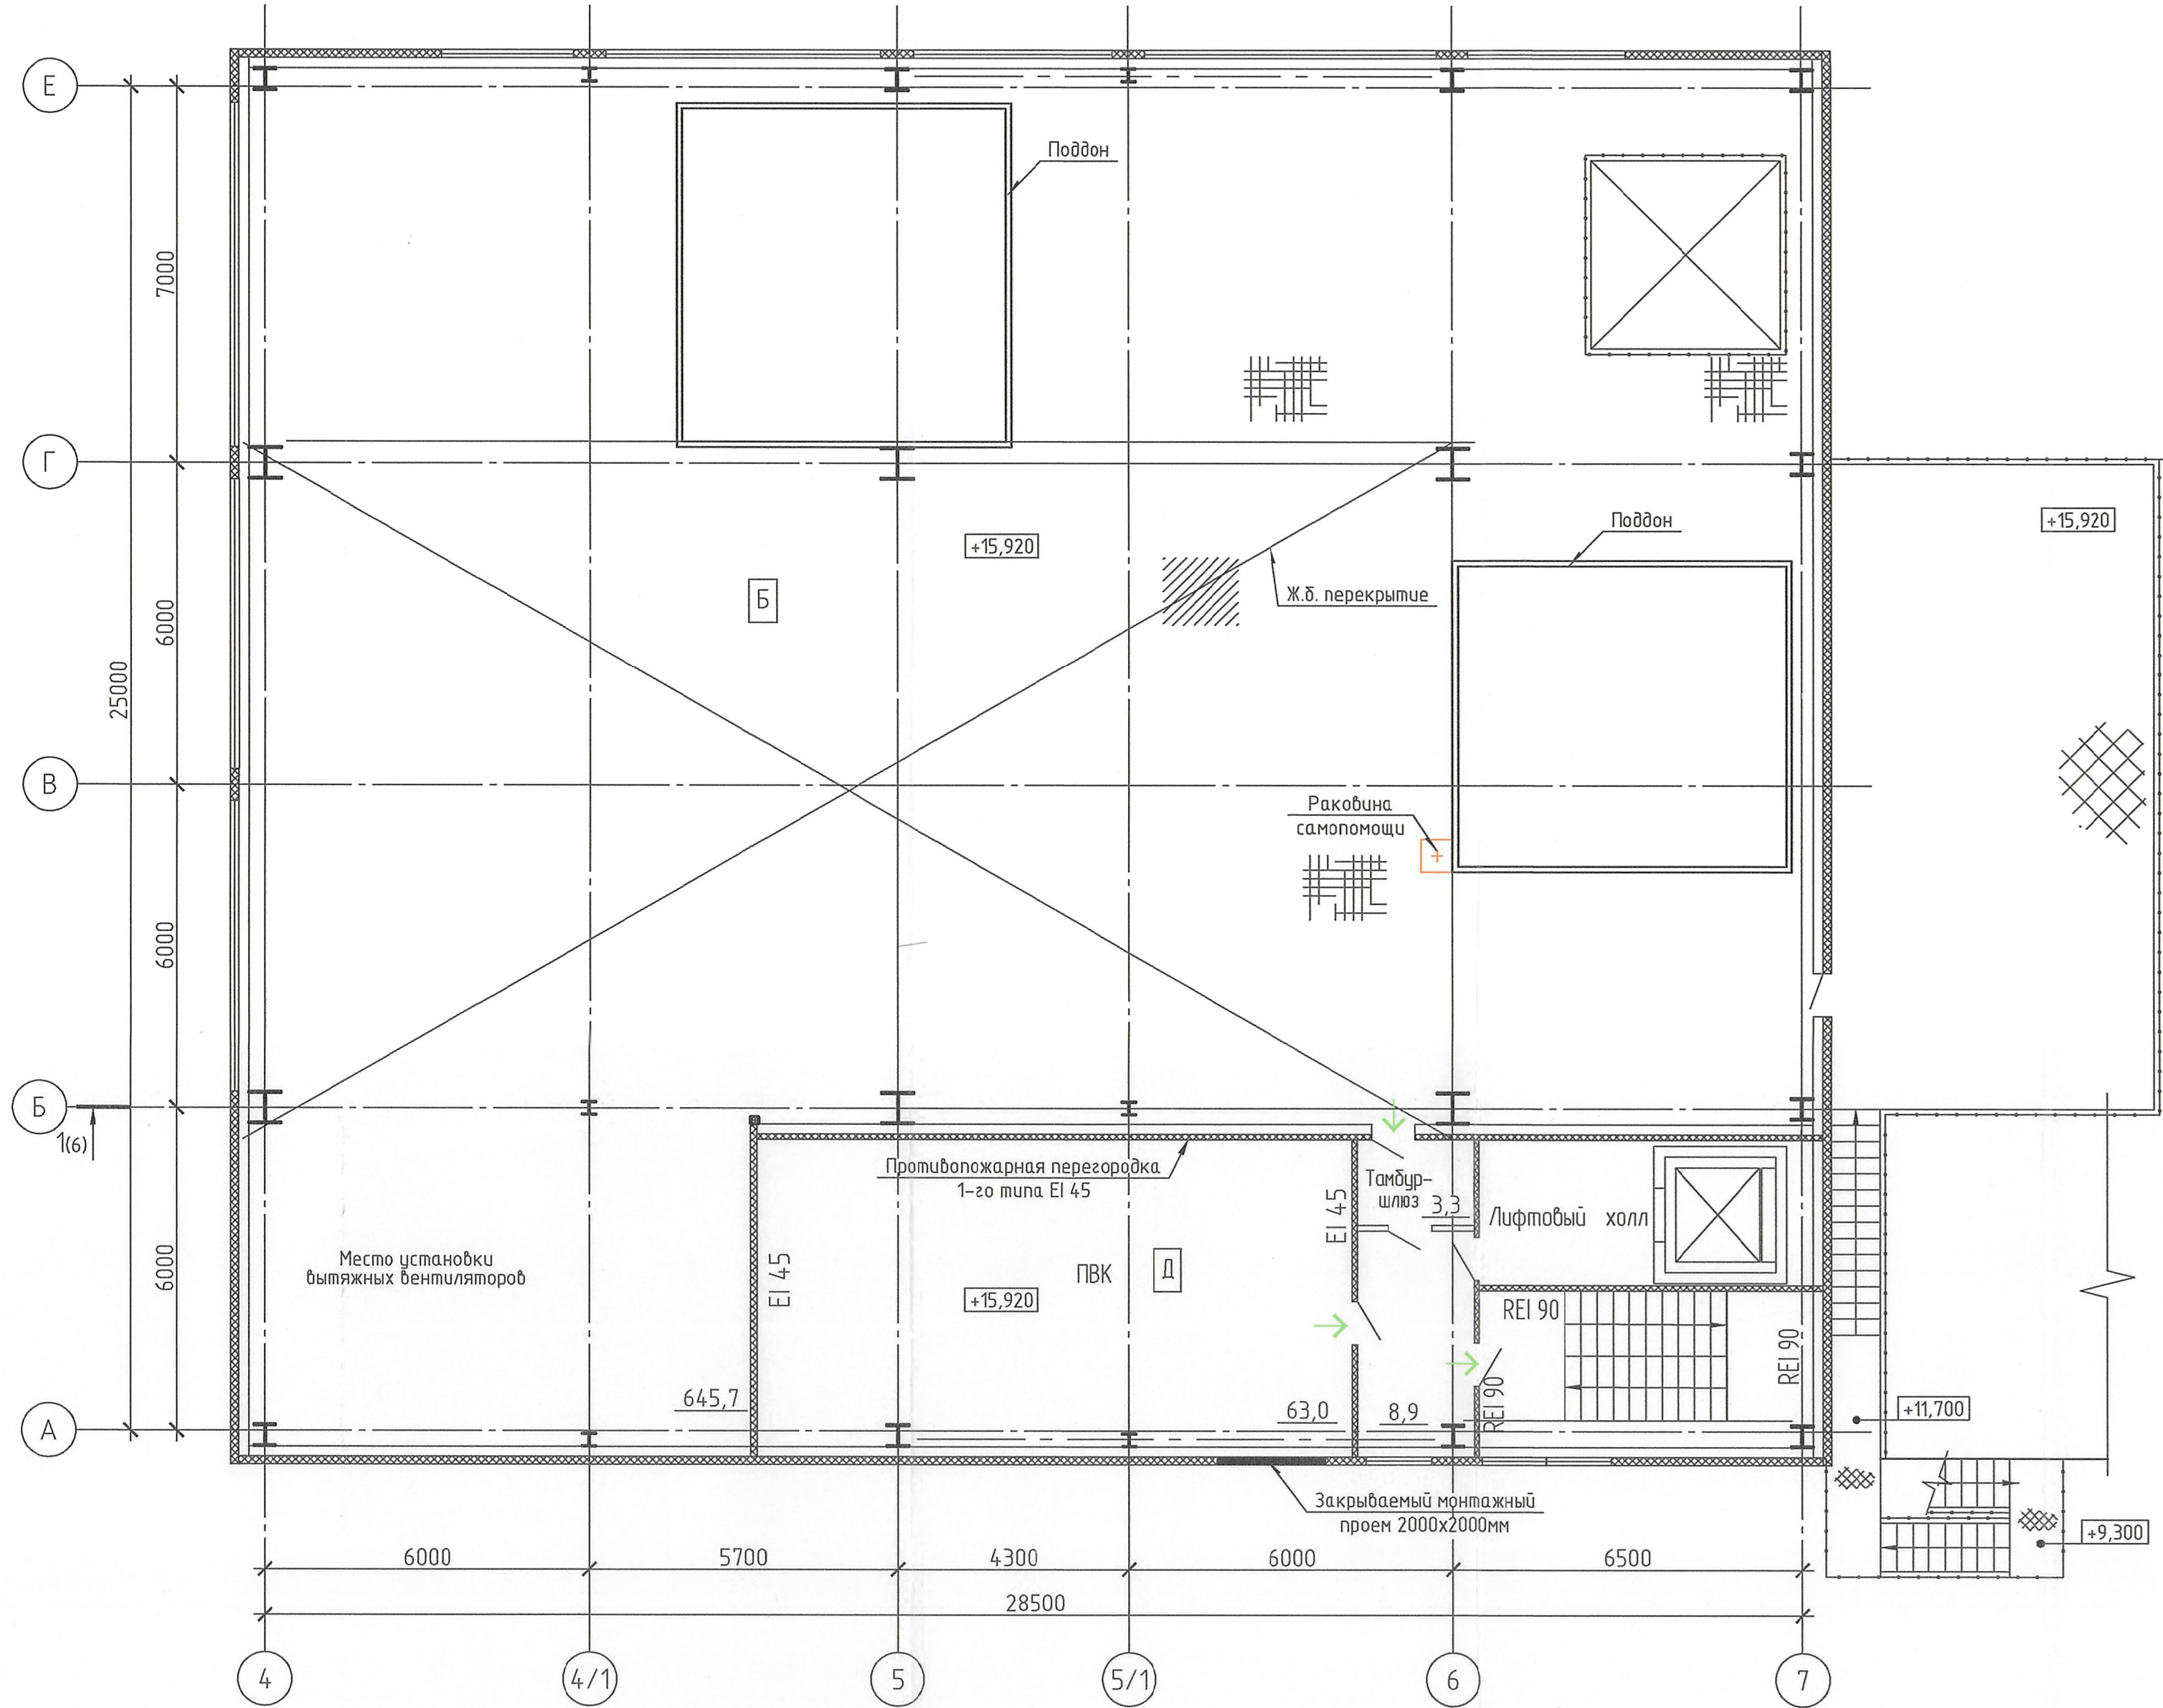 Е
Поддон
7000
Г
Поддон
+15,920
+15,920
Б
Ж.б. перекрытие
6000
25000
В
Раковина
самопомощи
6000
Б
1(6)
Противопожарная перегородка
1-го типа EI 45
Тамбур-
шлюз
3,3
EI 45
Лифтовый холл
Место установки
вытяжных вентиляторов
EI 45
ПВК
Д
+15,920
6000
REI 90
REI 90
REI 90
645,7
63,0
8,9
+11,700
А
Закрываемый монтажный
проем 2000х2000мм
+9,300
6000
5700
4300
6000
6500
28500
4
4/1
5
5/1
6
7